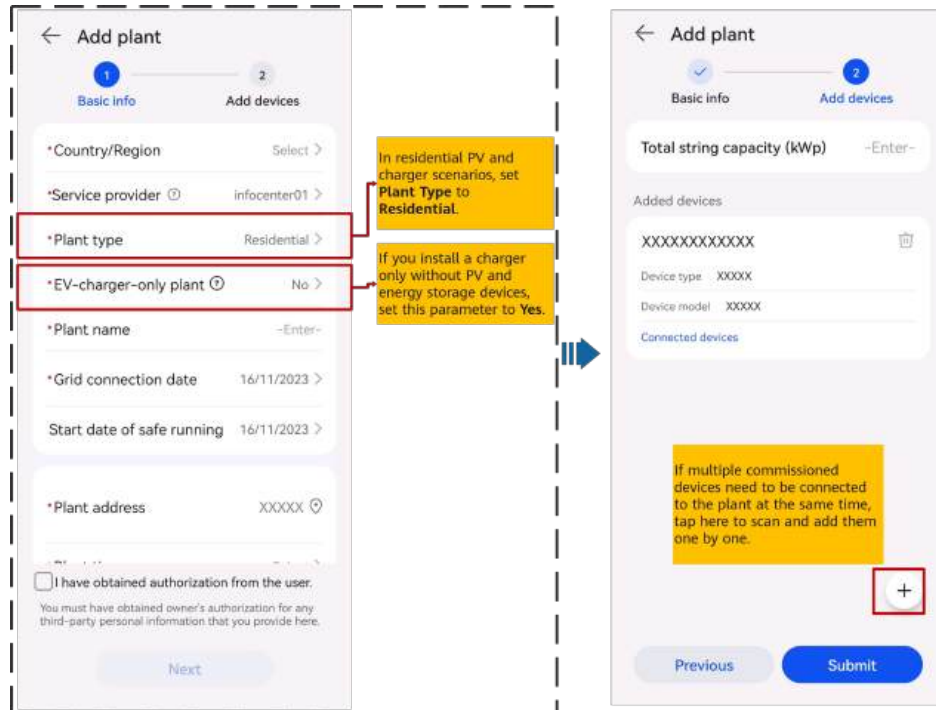 ← Add plant
1
2
Basic info
Add devices
*Country/Region
Select >
*Service provider ?
infocenter01 >
*Plant type
Residential >
*EV-charger-only plant ?
No >
*Plant name
-Enter-
*Grid connection date
16/11/2023 >
Start date of safe running
16/11/2023 >
*Plant address
XXXXX
I have obtained authorization from the user.
You must have obtained owner's authorization for any
third-party personal information that you provide here.
Next
In residential PV and
charger scenarios, set
Plant Type to
Residential.
If you install a charger
only without PV and
energy storage devices,
set this parameter to Yes.
← Add plant
2
Basic info
Add devices
Total string capacity (kWp)
-Enter-
Added devices
XXXXXXXXXXXX
Device type XXXXX
Device model XXXXX
Connected devices
If multiple commissioned
devices need to be connected
to the plant at the same time,
tap here to scan and add them
one by one.
+
Previous
Submit